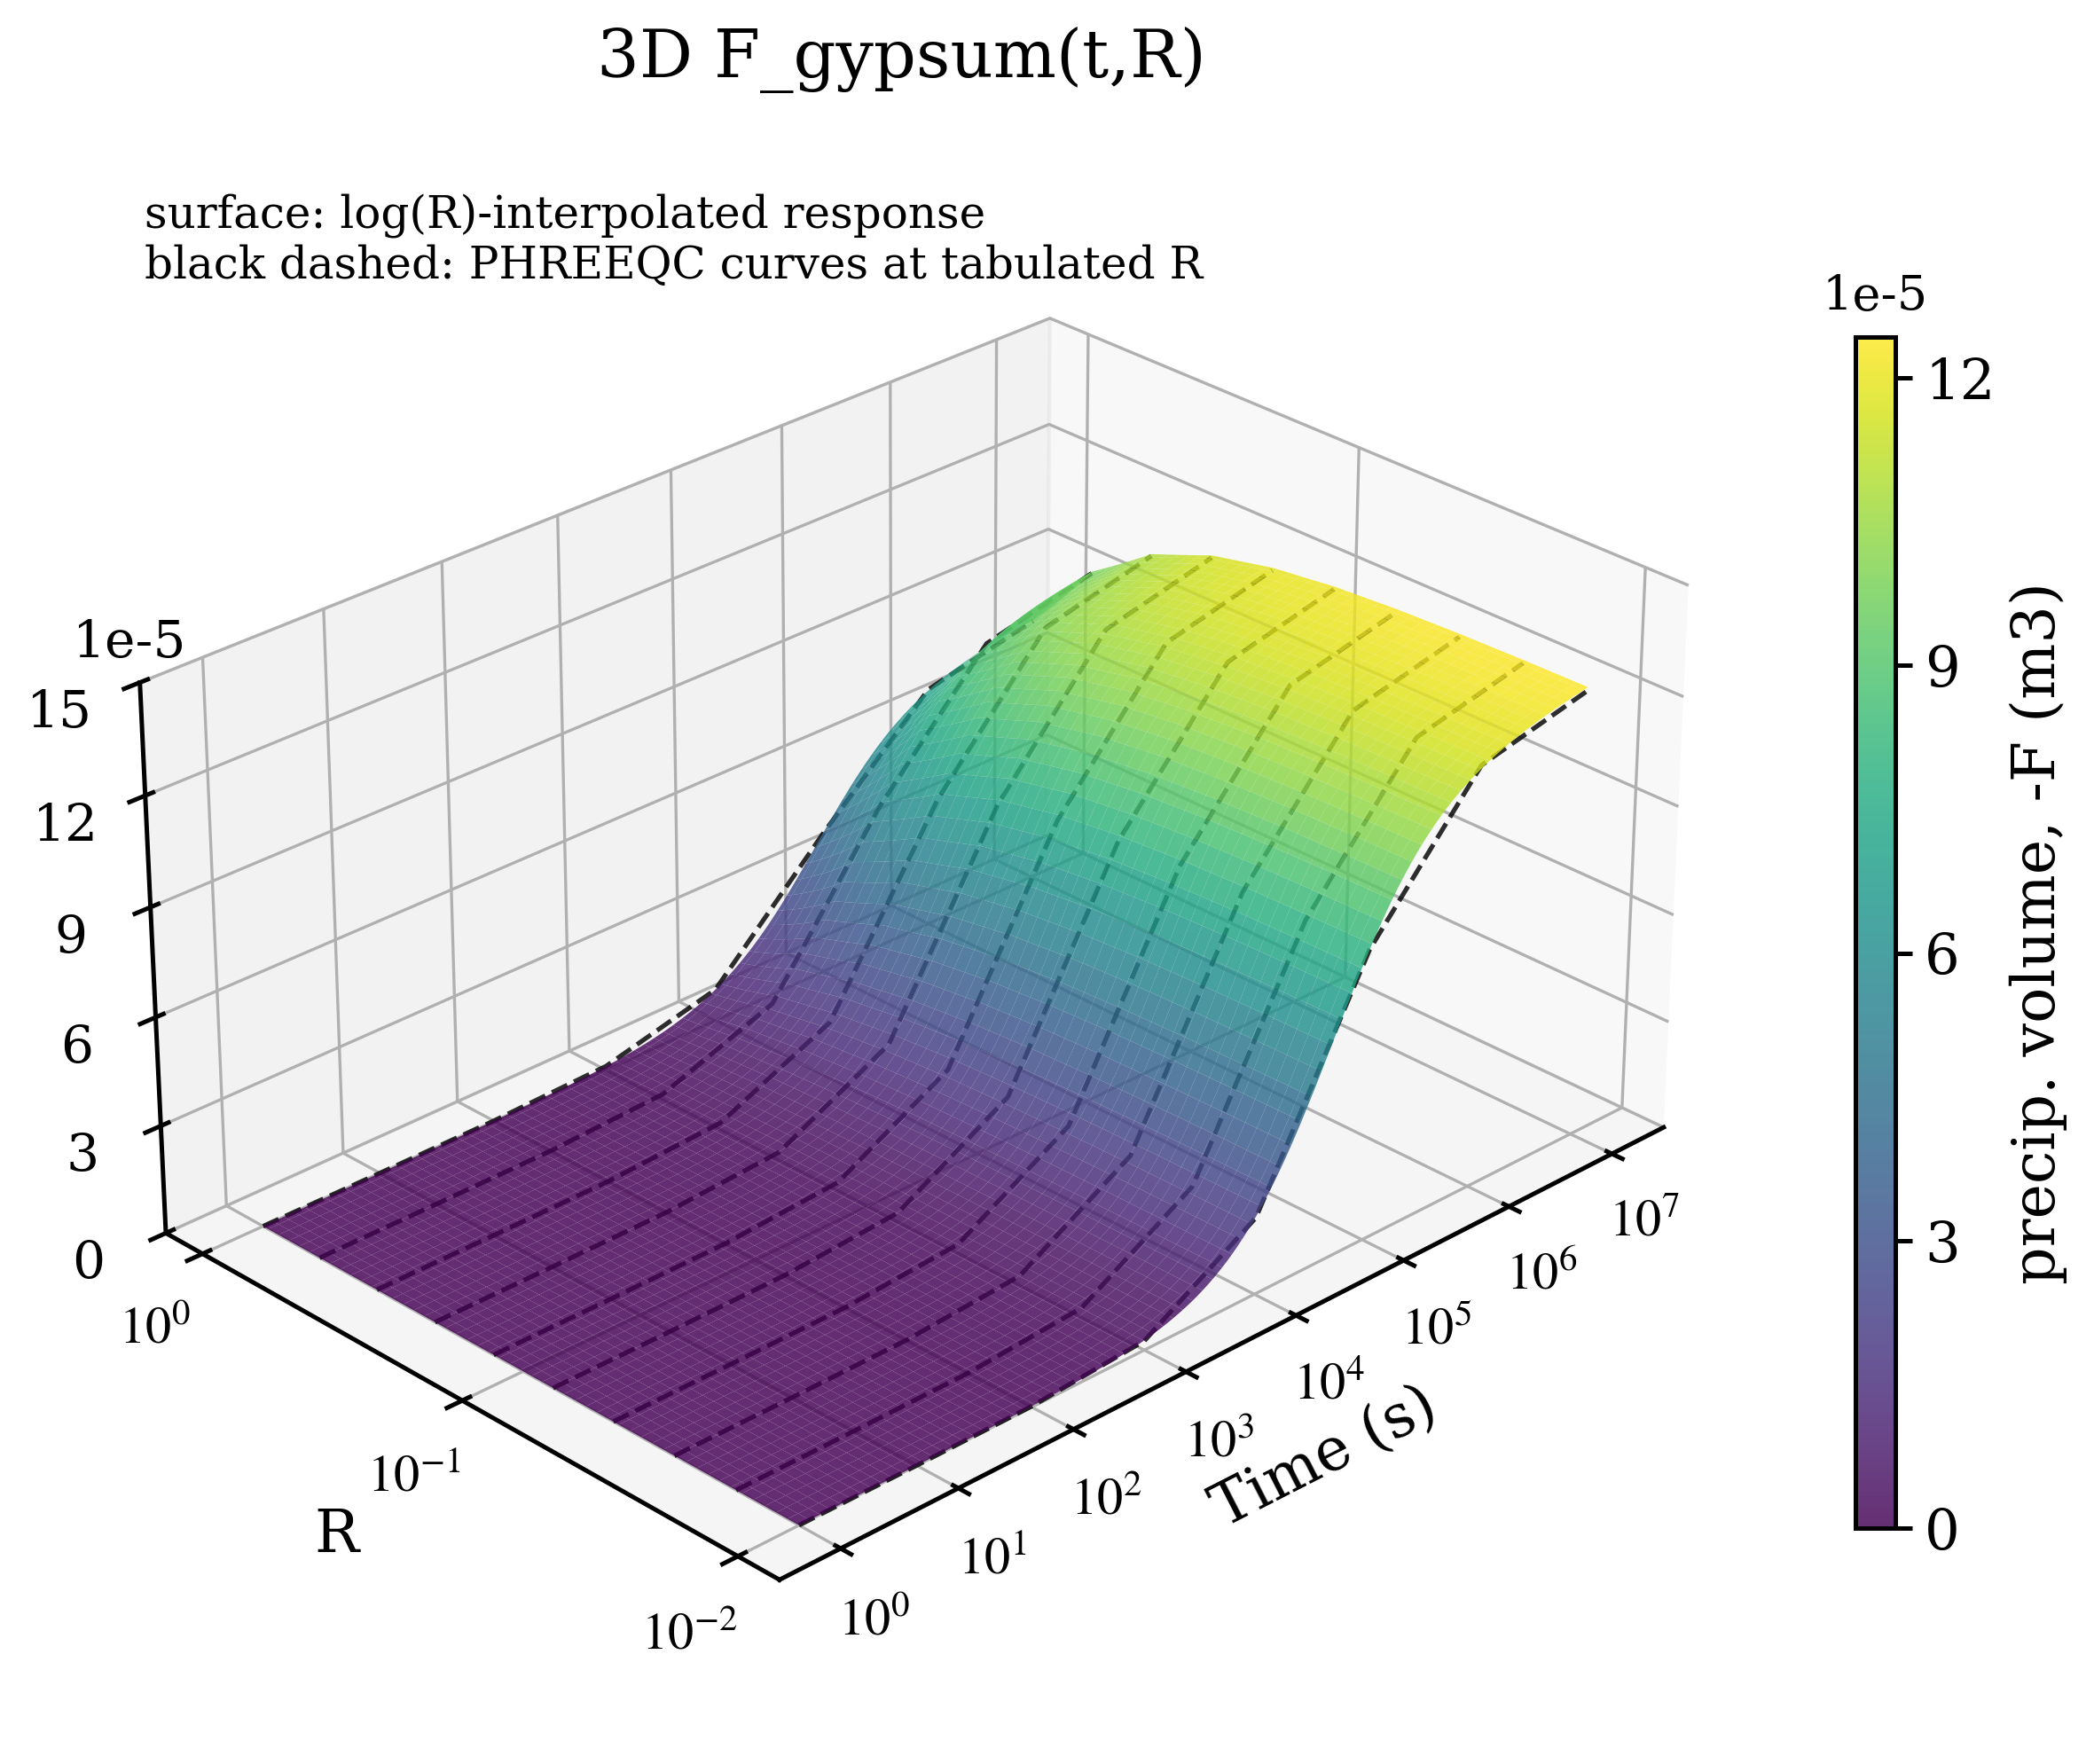 3D F_gypsum(t,R)
surface: log(R)-interpolated response
black dashed: PHREEQC curves at tabulated R
1e-5
15
12
9
6
3
0
10⁰
10⁻¹
10⁻²
R
10⁰
10¹
10²
10³
10⁴
10⁵
10⁶
10⁷
Time (s)
1e-5
12
9
6
3
0
precip. volume, -F (m3)